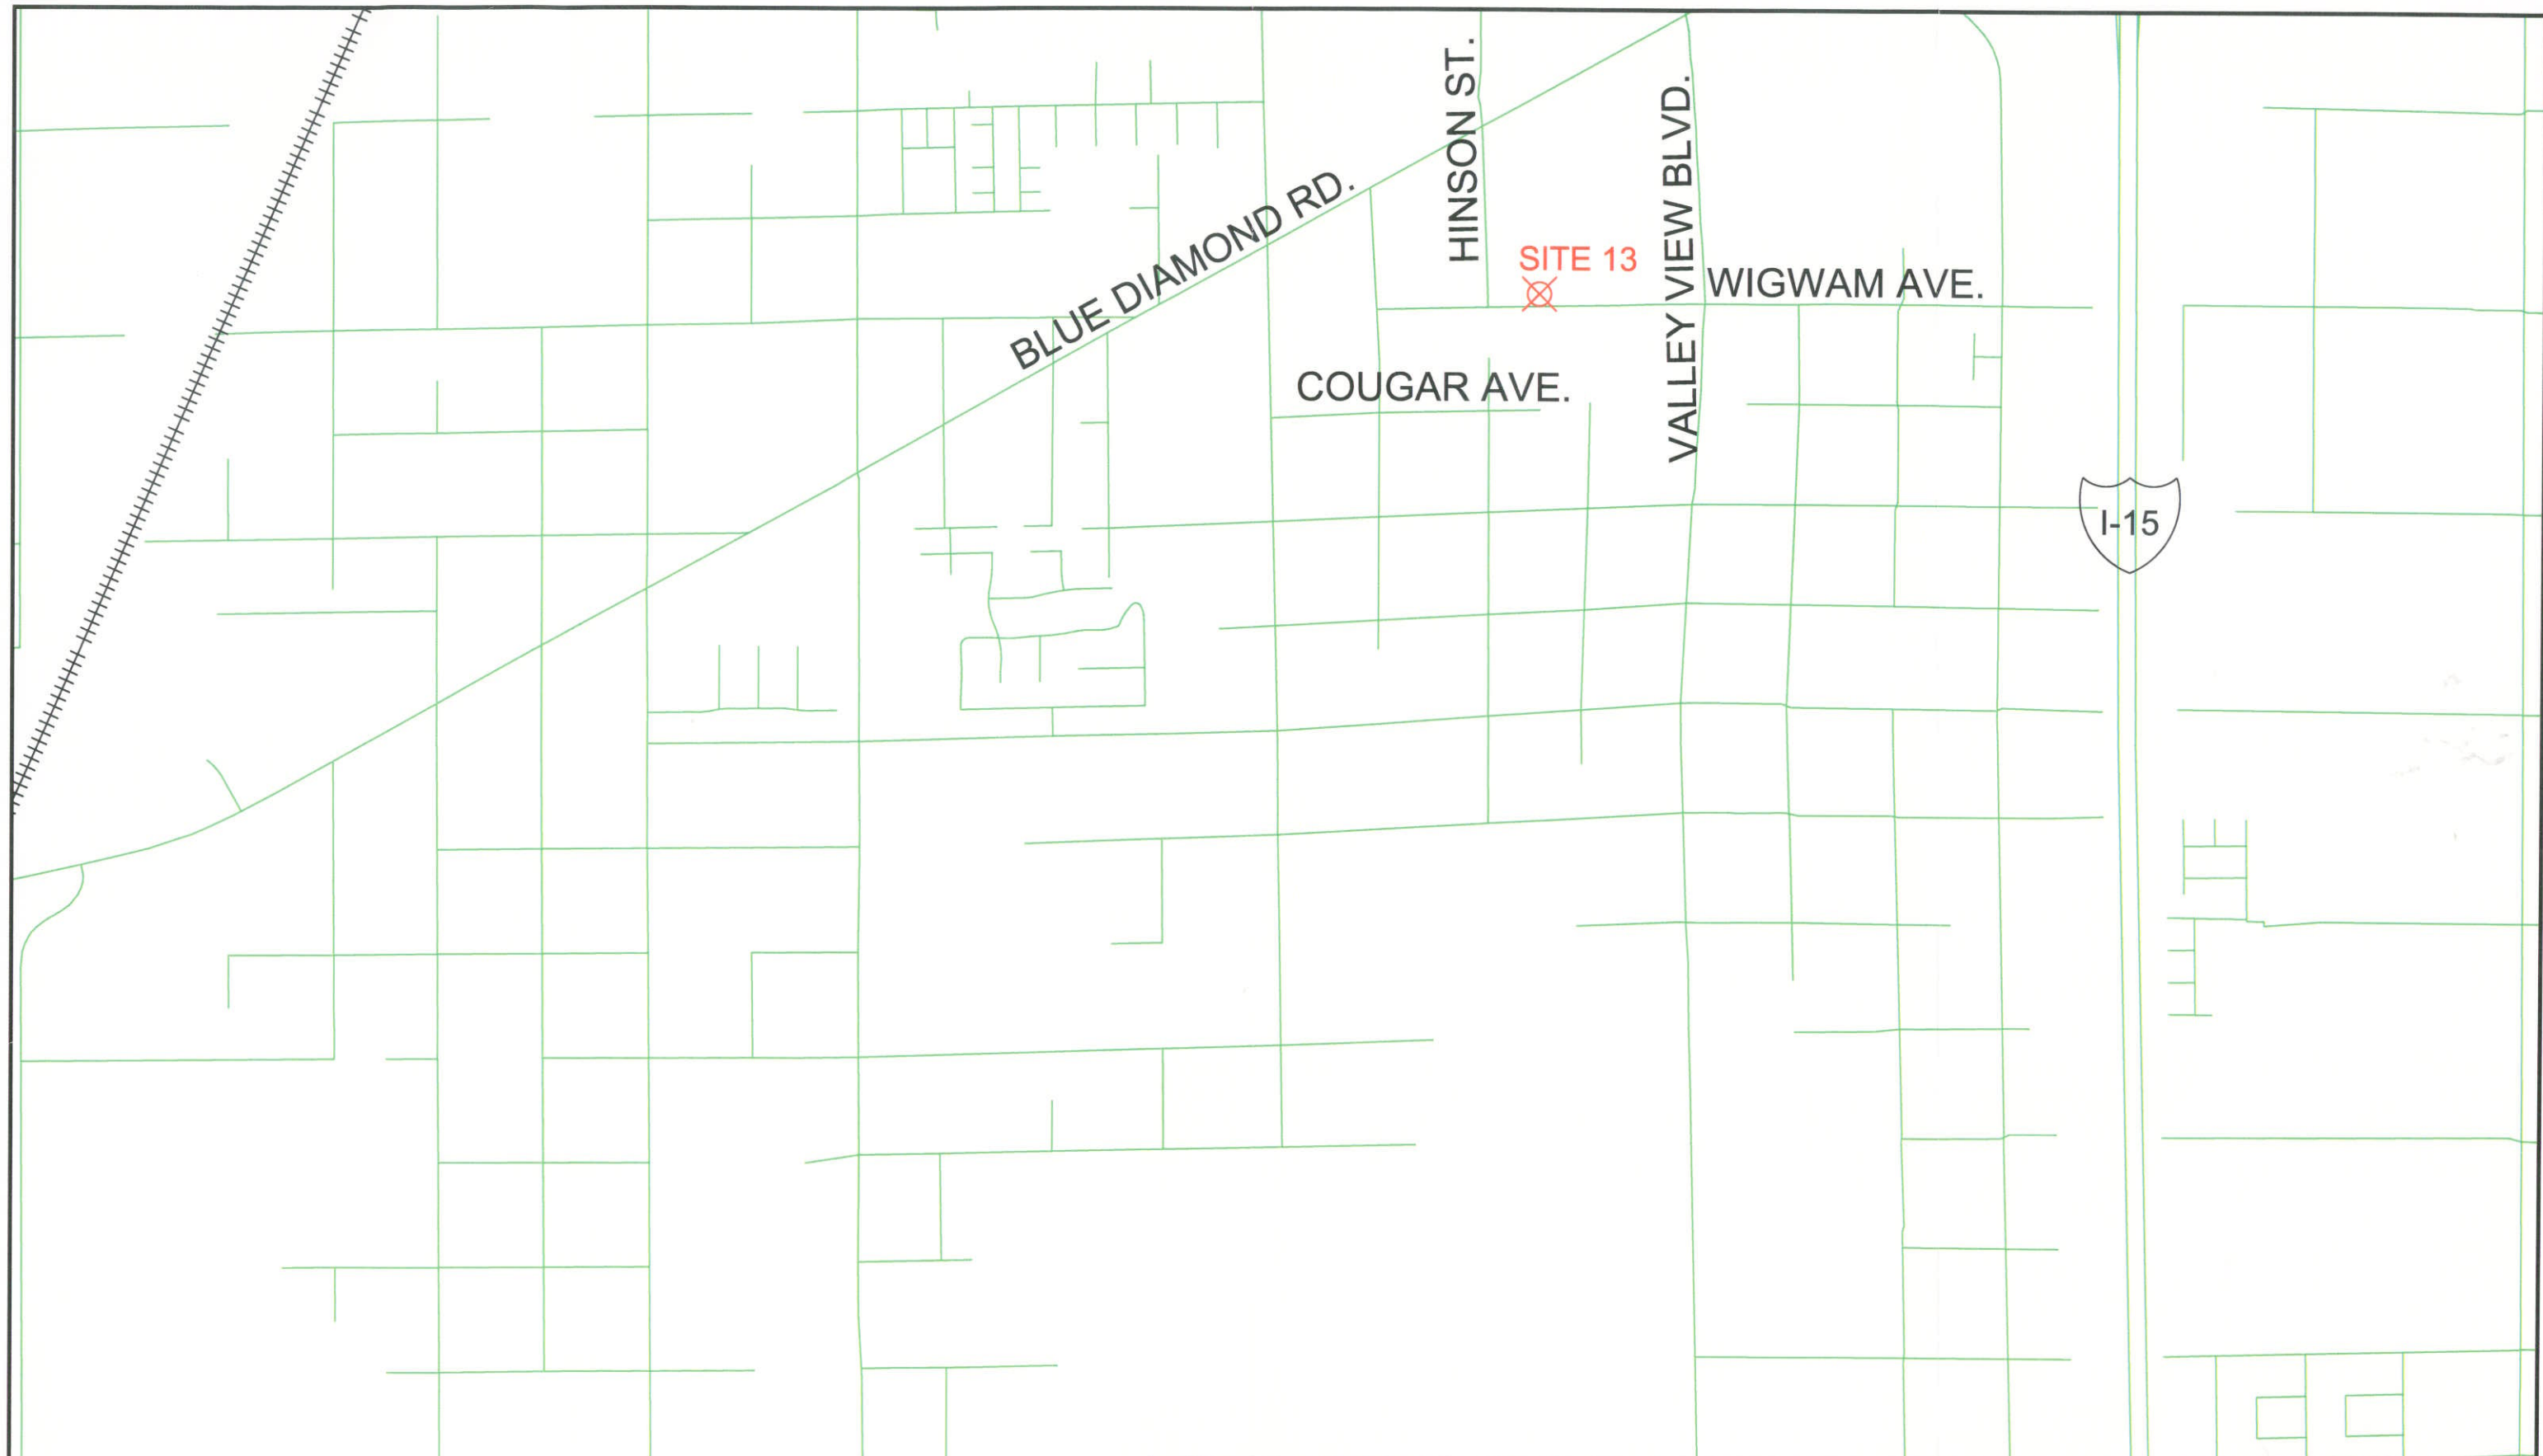 HINSON ST.
VALLEY VIEW BLVD.
BLUE DIAMOND RD.
SITE 13
WIGWAM AVE.
COUGAR AVE.
I-15